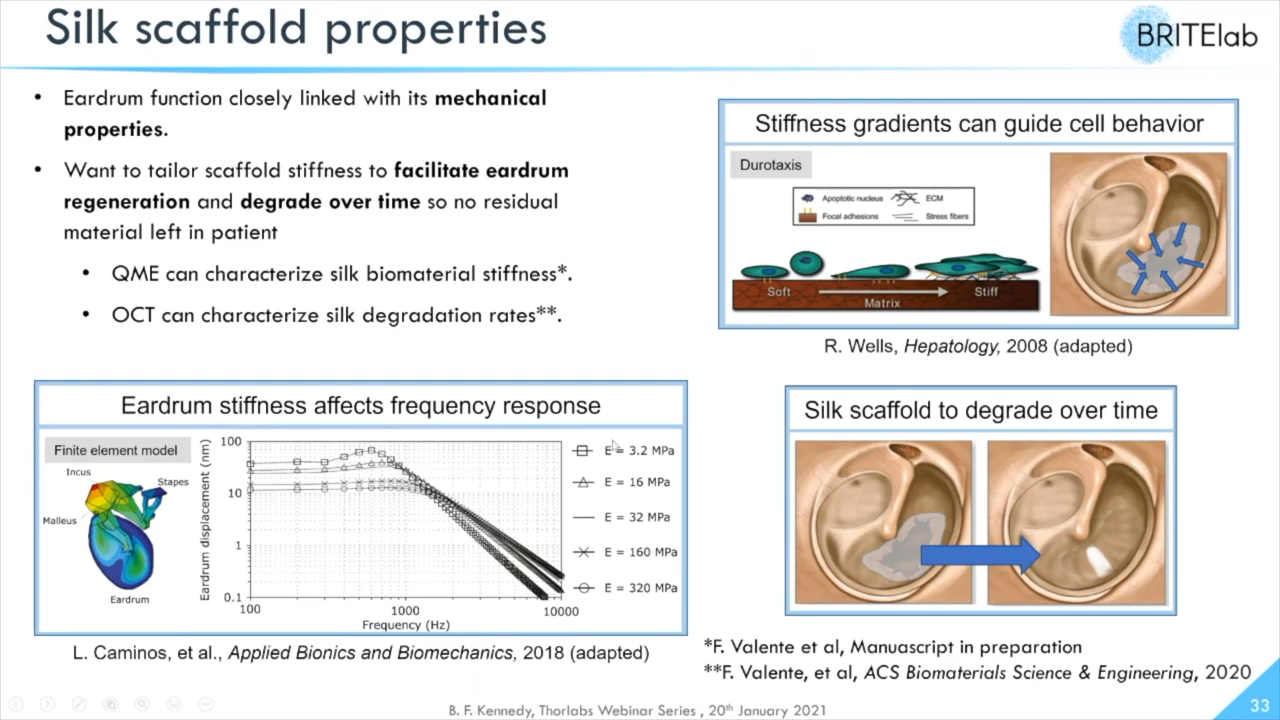 Silk scaffold properties
BRITElab
• Eardrum function closely linked with its mechanical
properties.
• Want to tailor scaffold stiffness to facilitate eardrum
regeneration and degrade over time so no residual
material left in patient
• QME can characterize silk biomaterial stiffness*.
• OCT can characterize silk degradation rates**.
Stiffness gradients can guide cell behavior
Durotaxis
Apoptotic nucleus
ECM
Focal adhesions
Stress fibers
Soft
Matrix
Stiff
R. Wells, Hepatology, 2008 (adapted)
Eardrum stiffness affects frequency response
Finite element model
Incus
Stapes
Malleus
Eardrum
Eardrum displacement (nm)
100
10
1
0.1
100
1000
10000
Frequency (Hz)
E = 3.2 MPa
E = 16 MPa
E = 32 MPa
E = 160 MPa
E = 320 MPa
L. Caminos, et al., Applied Bionics and Biomechanics, 2018 (adapted)
Silk scaffold to degrade over time
*F. Valente et al, Manuscript in preparation
**F. Valente, et al, ACS Biomaterials Science & Engineering, 2020
B. F. Kennedy, Thorlabs Webinar Series , 20th January 2021
33